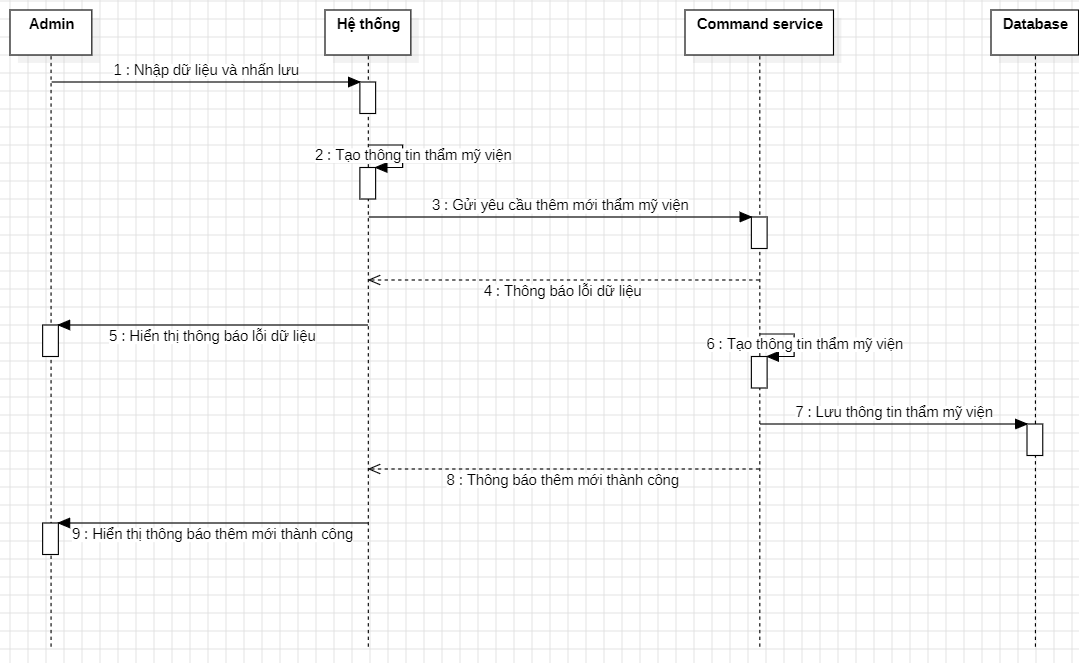 Admin
Hệ thống
Command service
Database
1 : Nhập dữ liệu và nhấn lưu
2 : Tạo thông tin thẩm mỹ viện
3 : Gửi yêu cầu thêm mới thẩm mỹ viện
4 : Thông báo lỗi dữ liệu
5 : Hiển thị thông báo lỗi dữ liệu
6 : Tạo thông tin thẩm mỹ viện
7 : Lưu thông tin thẩm mỹ viện
8 : Thông báo thêm mới thành công
9 : Hiển thị thông báo thêm mới thành công